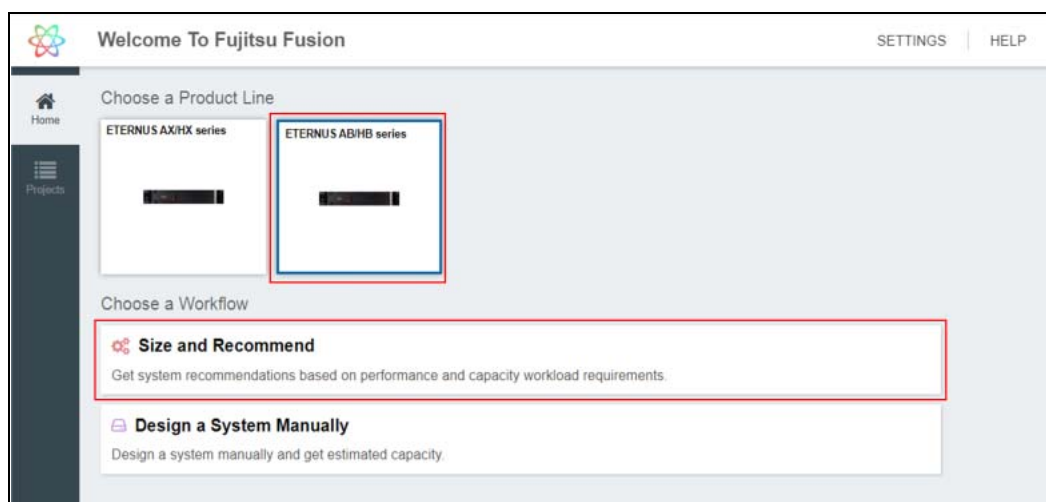 Welcome To Fujitsu Fusion
SETTINGS
HELP
Home
Projects
Choose a Product Line
ETERNUS AX/HX series
ETERNUS AB/HB series
Choose a Workflow
Size and Recommend
Get system recommendations based on performance and capacity workload requirements.
Design a System Manually
Design a system manually and get estimated capacity.